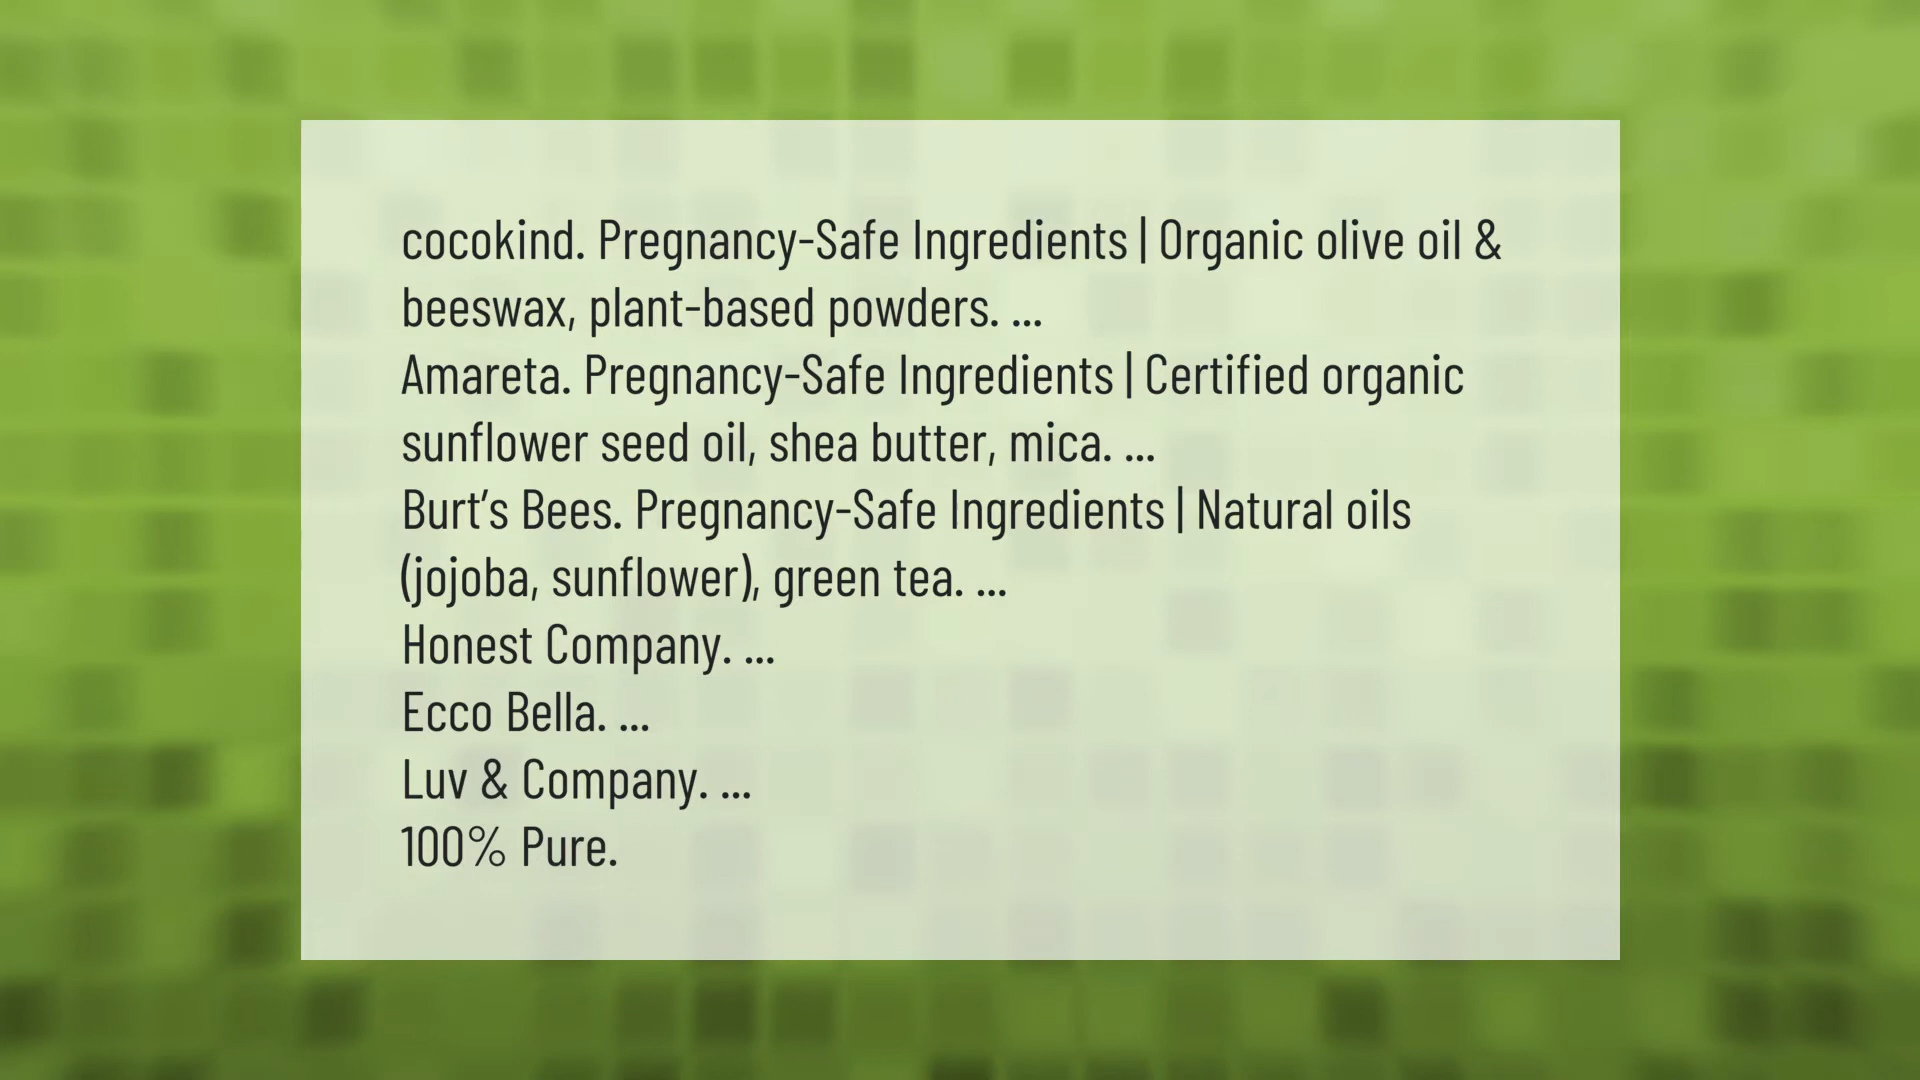 cocokind. Pregnancy-Safe Ingredients | Organic olive oil &
beeswax, plant-based powders. ...
Amareta. Pregnancy-Safe Ingredients | Certified organic
sunflower seed oil, shea butter, mica. ...
Burt’s Bees. Pregnancy-Safe Ingredients | Natural oils
(jojoba, sunflower), green tea. ...
Honest Company. ...
Ecco Bella. ...
Luv & Company. ...
100% Pure.